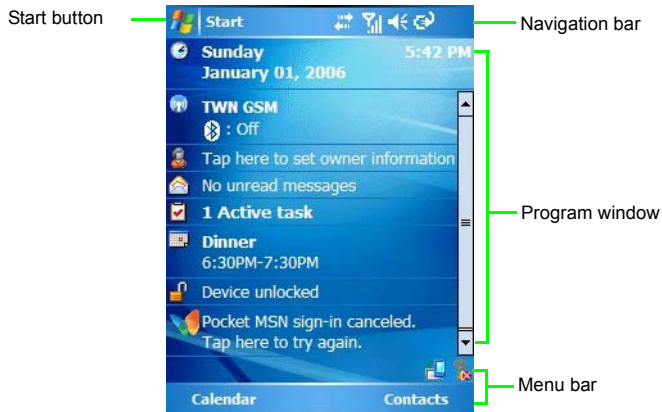 Start button
Start
Navigation bar
Sunday
5:42 PM
January 01, 2006
TWN GSM
: Off
Tap here to set owner information
No unread messages
1 Active task
Program window
Dinner
6:30PM-7:30PM
Device unlocked
Pocket MSN sign-in canceled.
Tap here to try again.
Menu bar
Calendar
Contacts